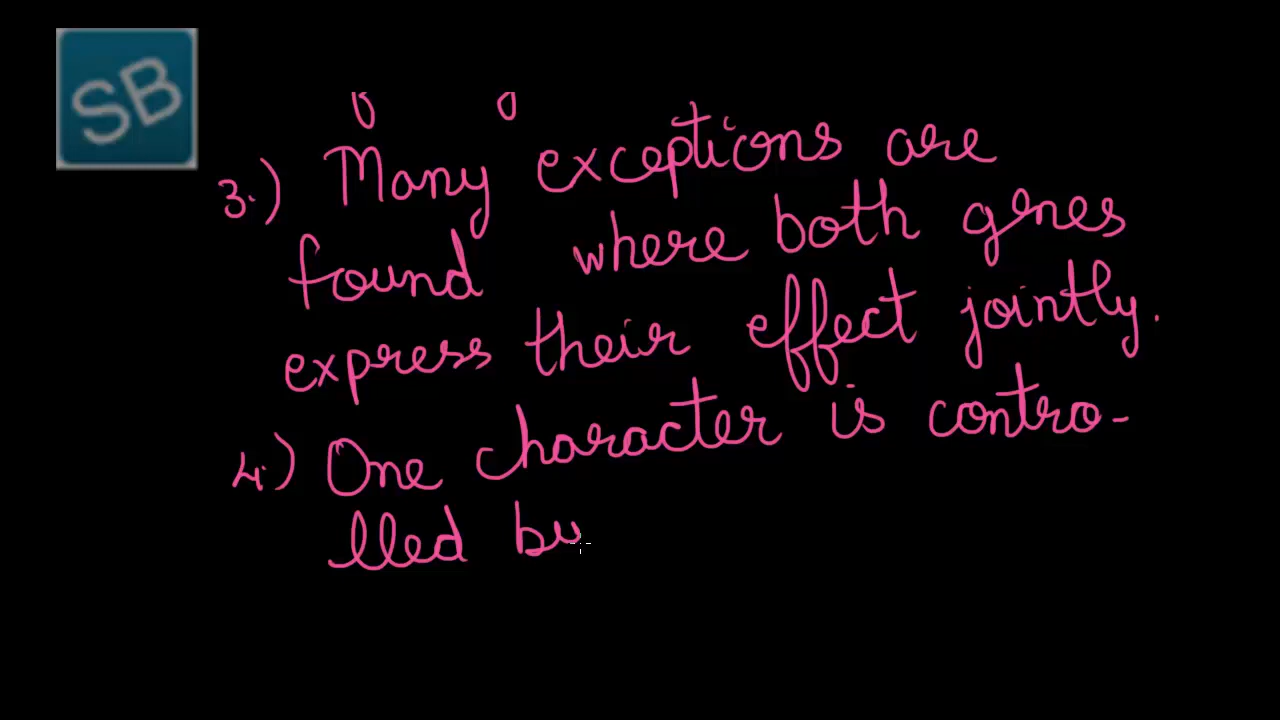 SB
3.) Many exceptions are
found where both genes
express their effect jointly.
4.) One character is contro-
lled by